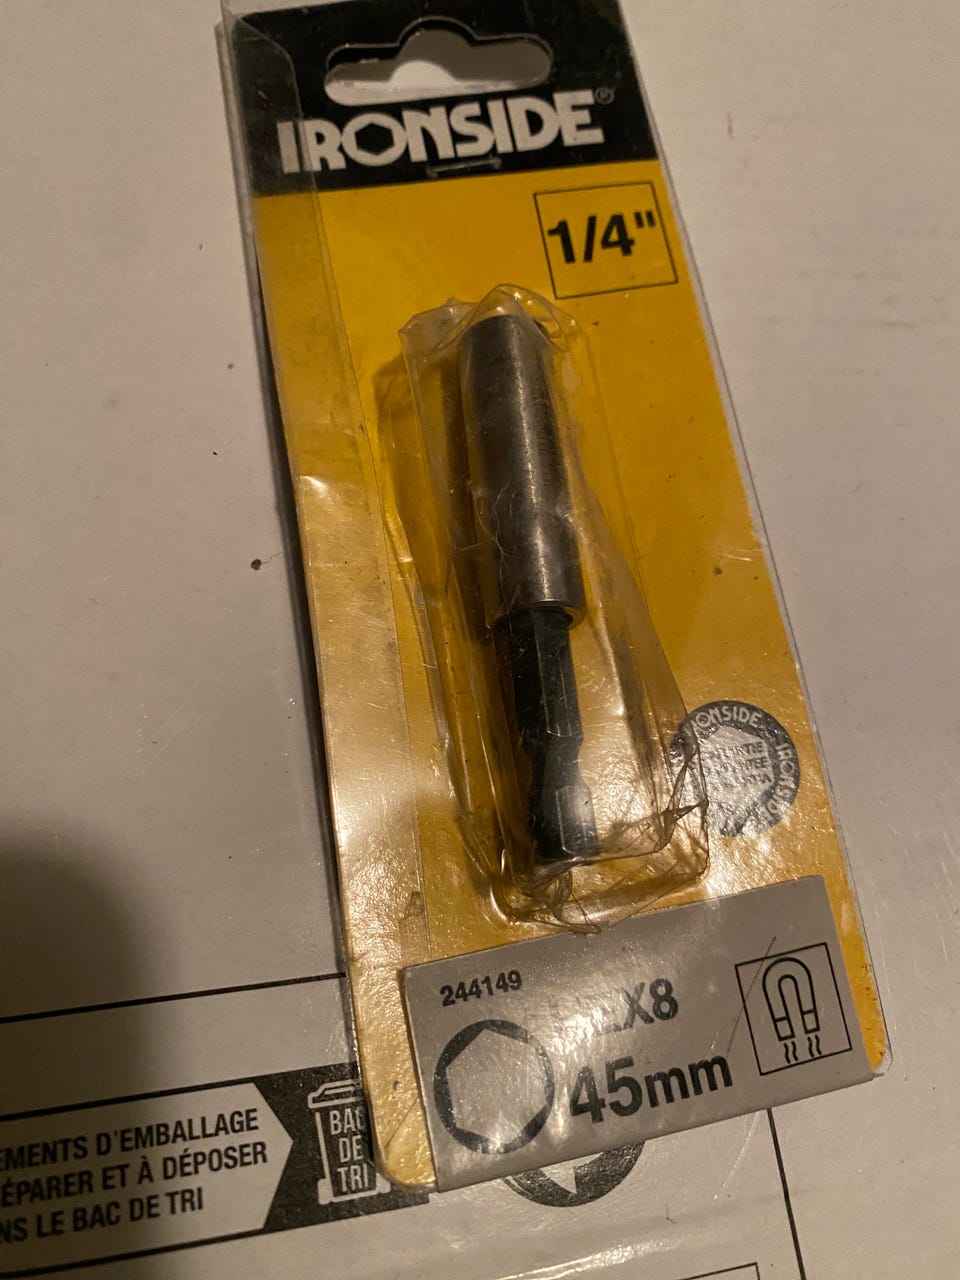 IRONSIDE®
1/4"
IRONSIDE
244149
X8
45mm
EMENTS D'EMBALLAGE
ÉPARER ET À DÉPOSER
NS LE BAC DE TRI
BAC
DE
TRI